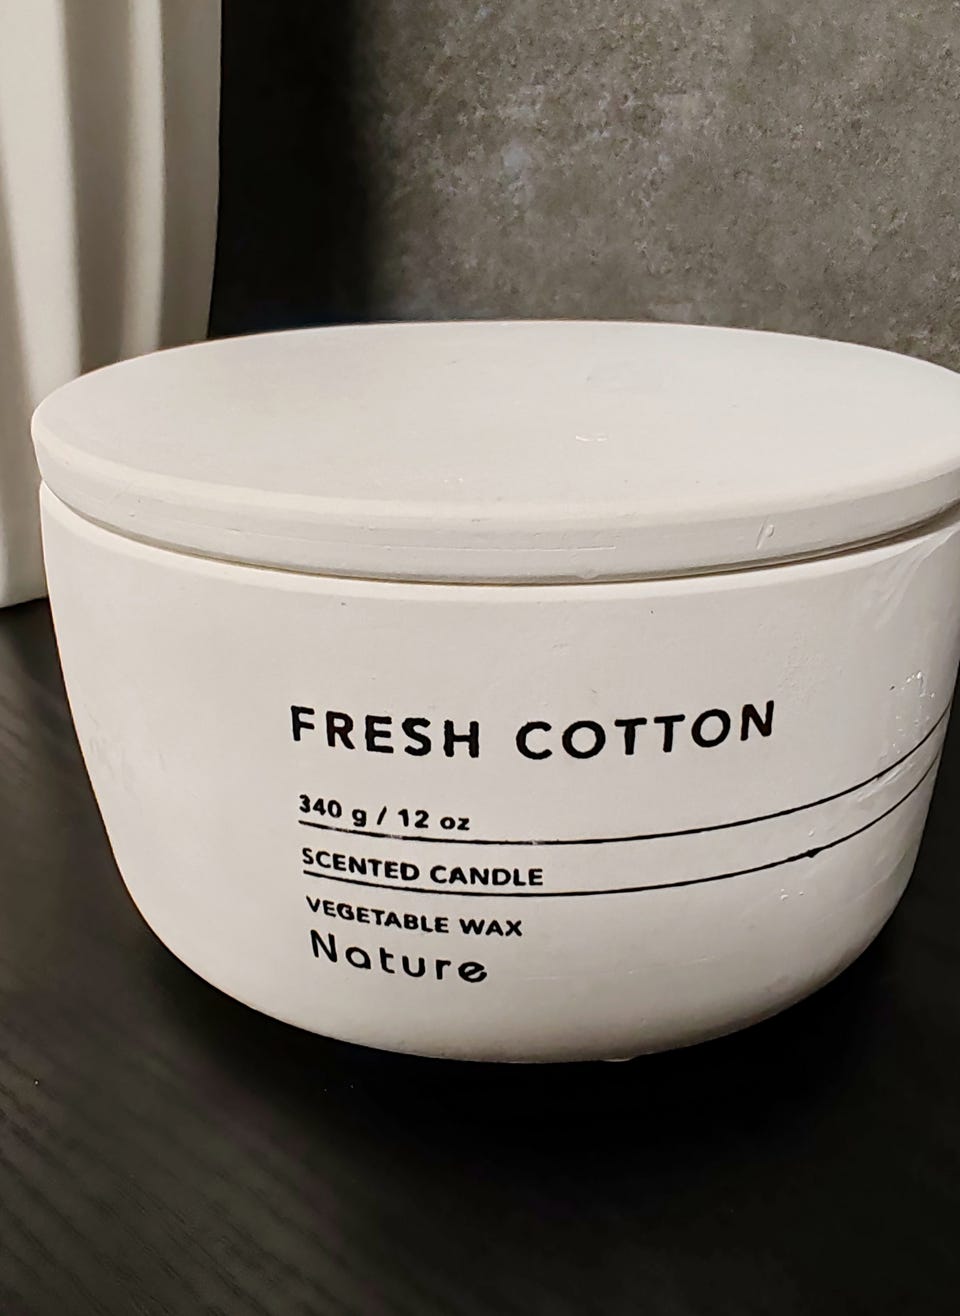 FRESH COTTON
340 g / 12 oz
SCENTED CANDLE
VEGETABLE WAX
Nature